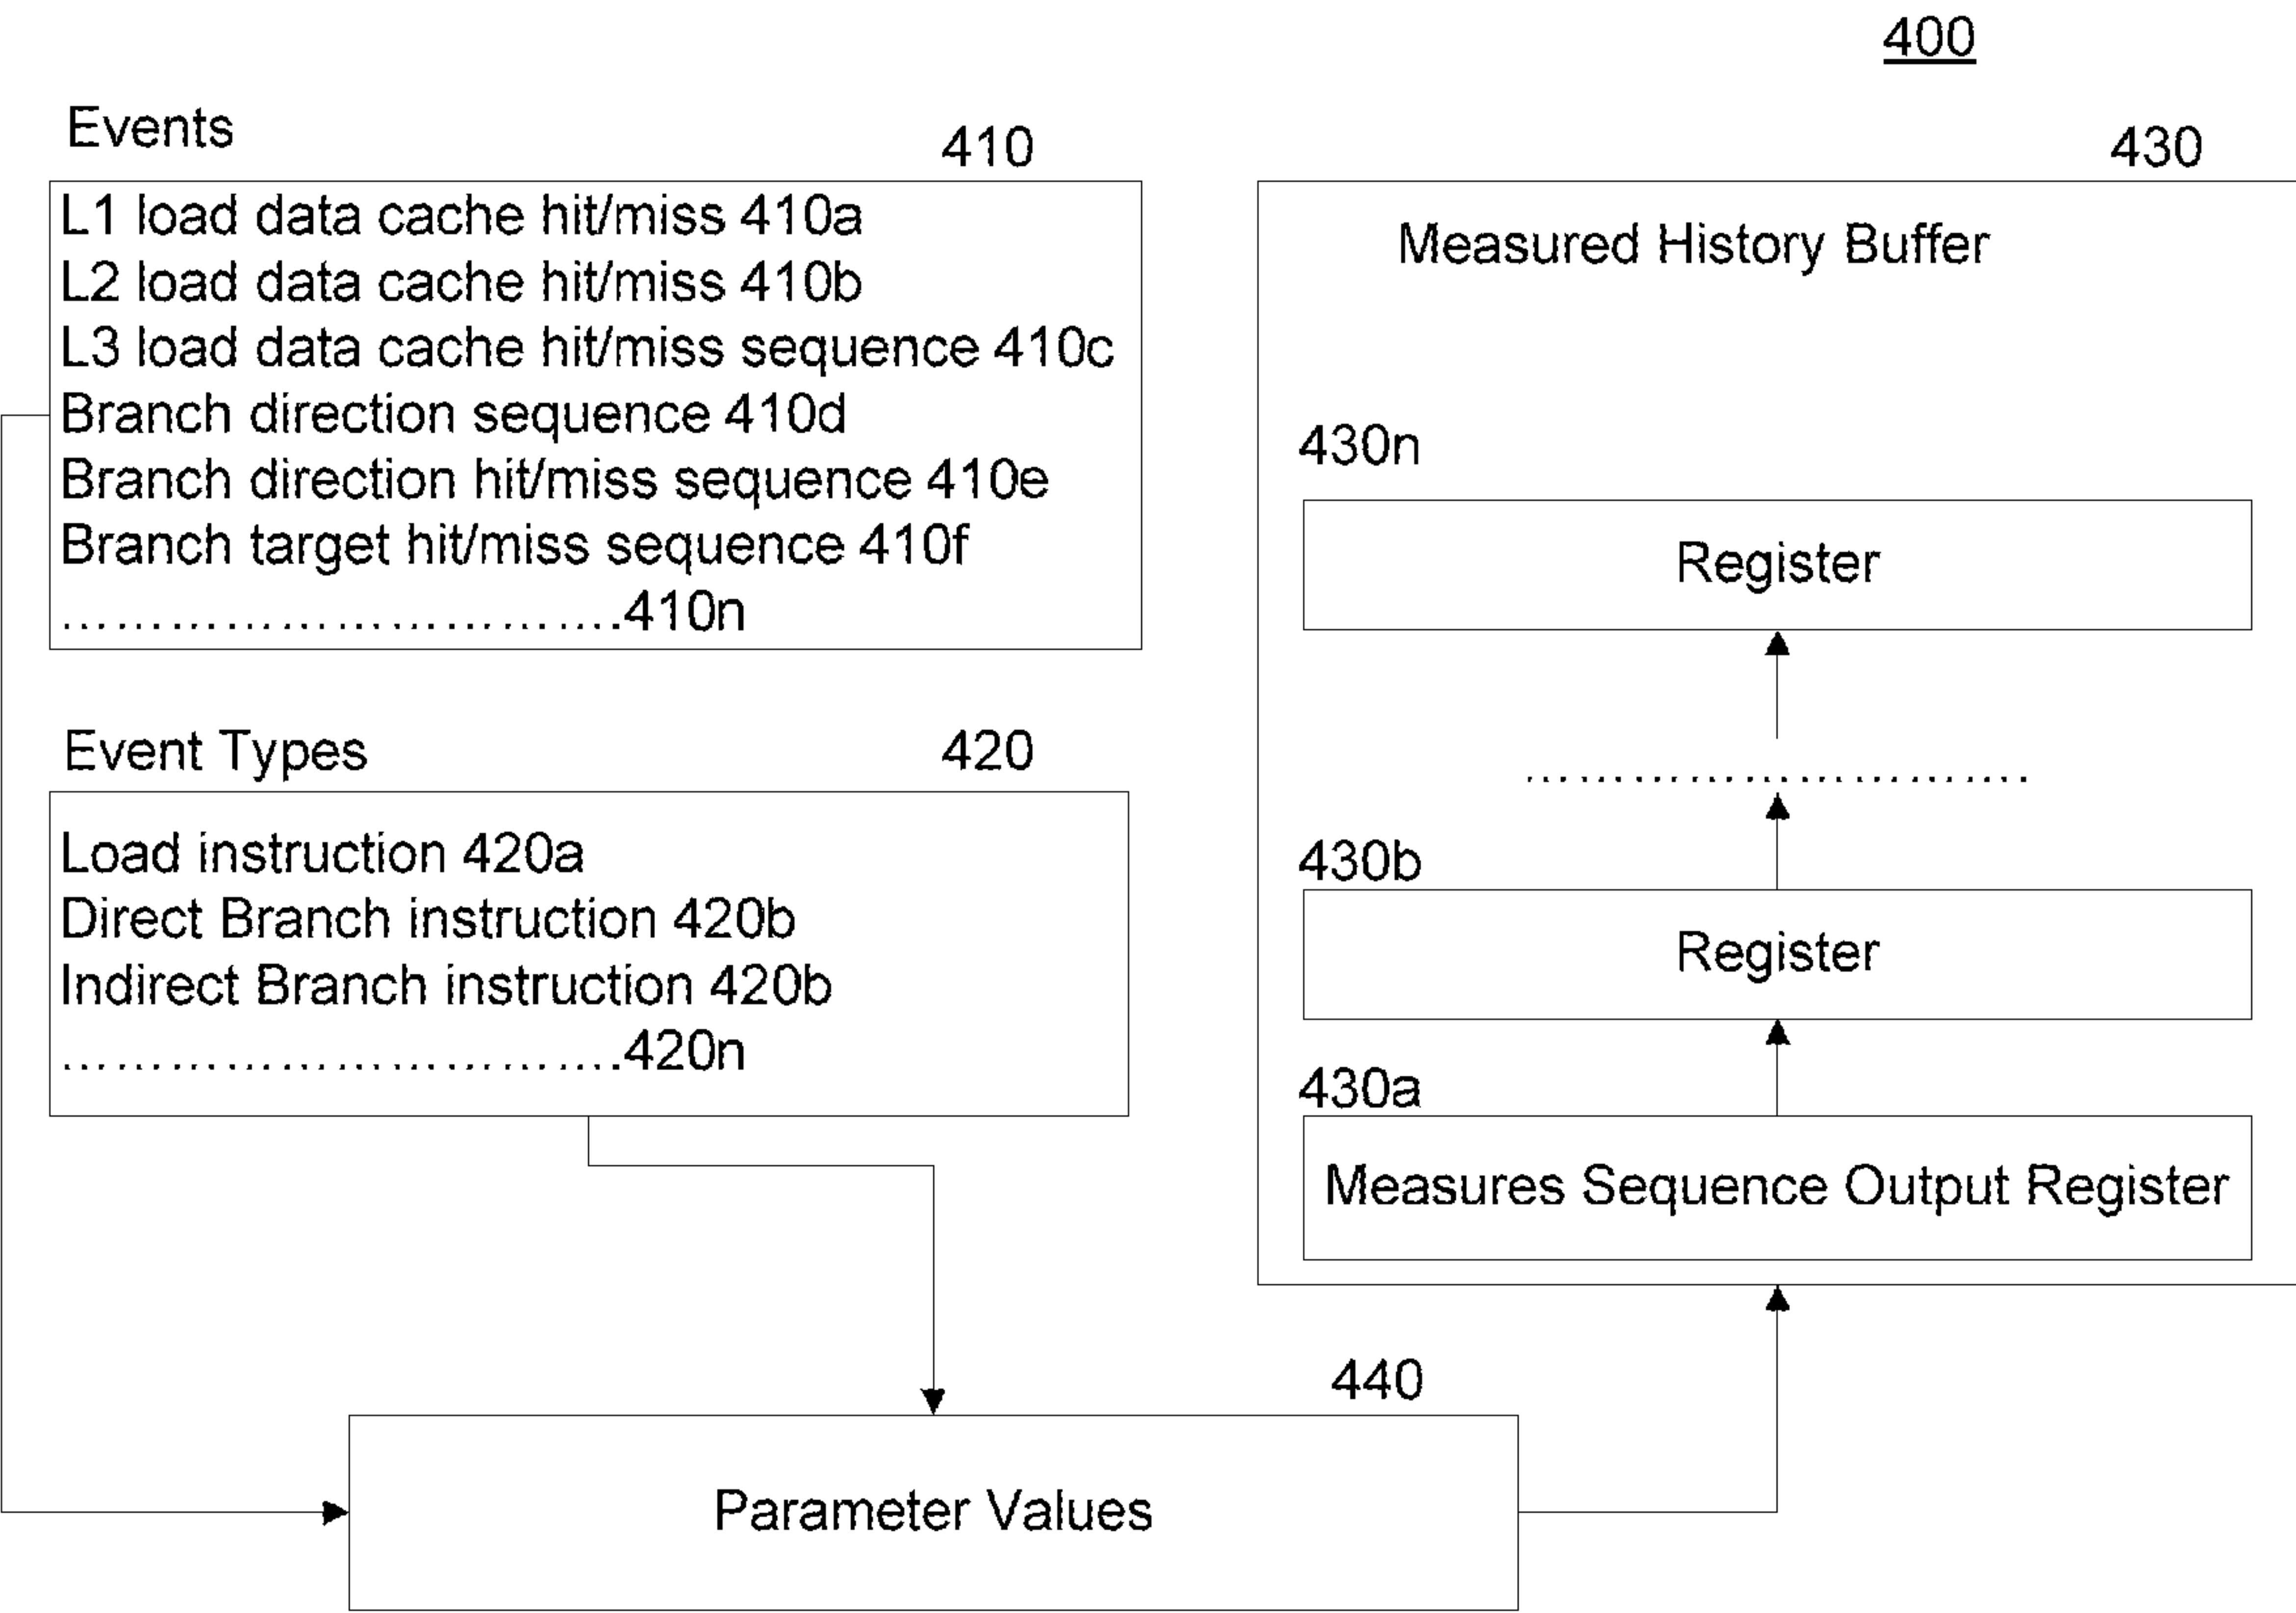 400
Events
410
L1 load data cache hit/miss 410a
L2 load data cache hit/miss 410b
L3 load data cache hit/miss sequence 410c
Branch direction sequence 410d
Branch direction hit/miss sequence 410e
Branch target hit/miss sequence 410f
...............................410n
Event Types
420
Load instruction 420a
Direct Branch instruction 420b
Indirect Branch instruction 420b
...............................420n
430
Measured History Buffer
430n
Register
............................
430b
Register
430a
Measures Sequence Output Register
440
Parameter Values